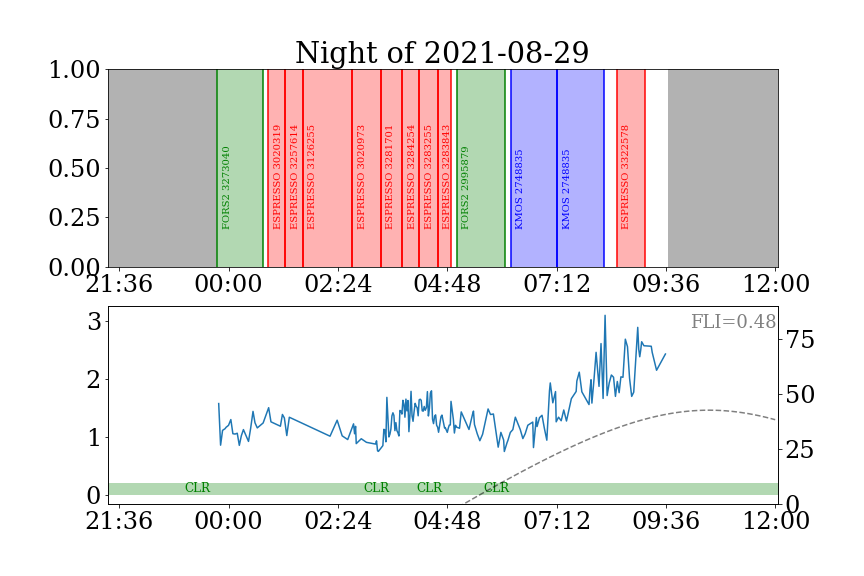 Night of 2021-08-29
1.00
0.75
0.50
0.25
0.00
FORS2 3273040
ESPRESSO 3020319
ESPRESSO 3257614
ESPRESSO 3126255
ESPRESSO 3020973
ESPRESSO 3281701
ESPRESSO 3284254
ESPRESSO 3283255
ESPRESSO 3283843
FORS2 2995879
KMOS 2748835
KMOS 2748835
ESPRESSO 3322578
21:36 00:00 02:24 04:48 07:12 09:36 12:00
FLI=0.48
3
2
1
0
75
50
25
0
CLR CLR CLR CLR
21:36 00:00 02:24 04:48 07:12 09:36 12:00